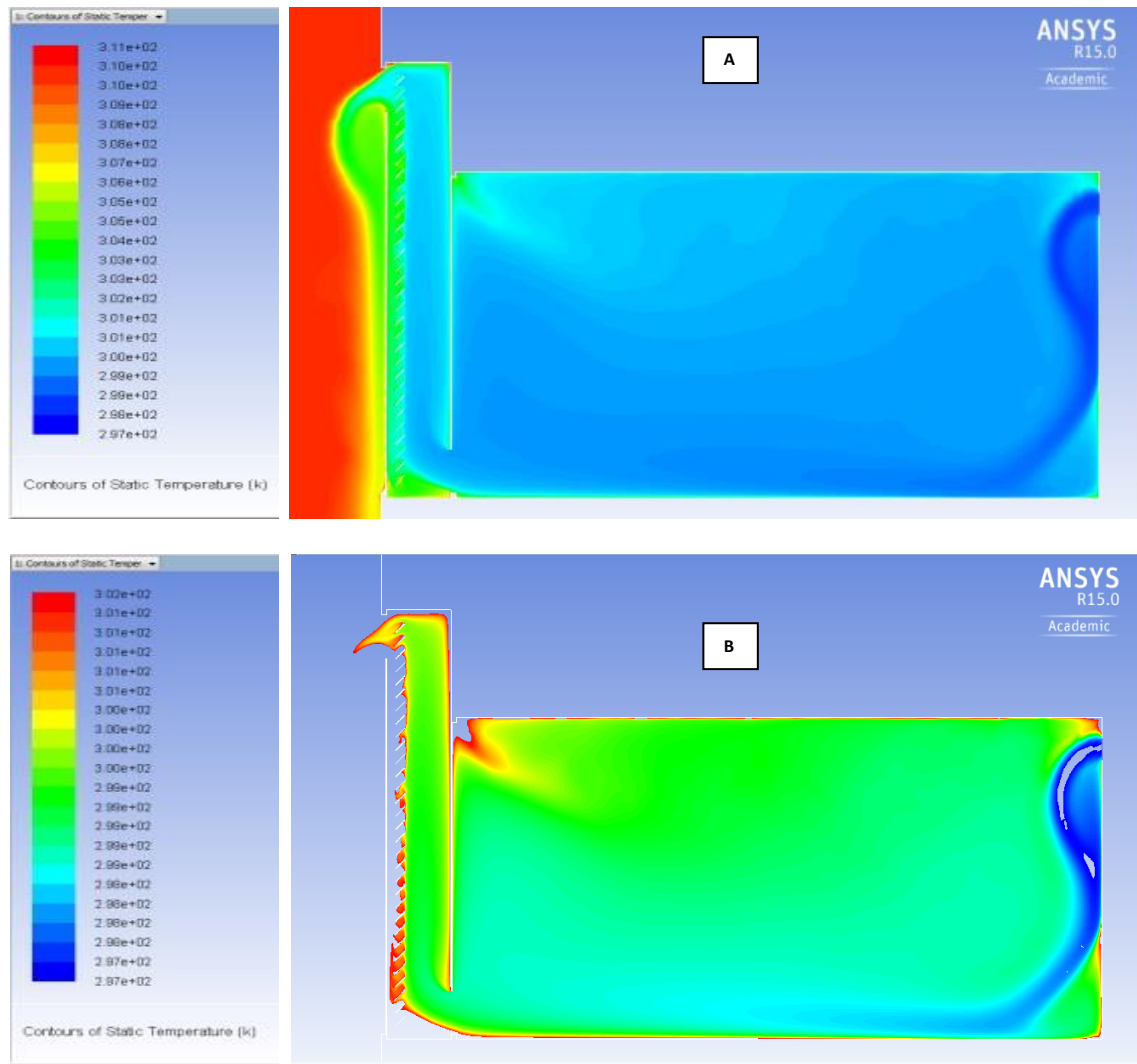 1: Contours of Static Temper
3.11e+02
3.10e+02
3.10e+02
3.09e+02
3.08e+02
3.08e+02
3.07e+02
3.06e+02
3.05e+02
3.05e+02
3.04e+02
3.03e+02
3.03e+02
3.02e+02
3.01e+02
3.01e+02
3.00e+02
2.99e+02
2.99e+02
2.98e+02
2.97e+02
Contours of Static Temperature (k)
A
ANSYS
R15.0
Academic
1: Contours of Static Temper
3.02e+02
3.01e+02
3.01e+02
3.01e+02
3.01e+02
3.01e+02
3.00e+02
3.00e+02
3.00e+02
3.00e+02
2.99e+02
2.99e+02
2.99e+02
2.99e+02
2.98e+02
2.98e+02
2.98e+02
2.98e+02
2.98e+02
2.97e+02
2.97e+02
Contours of Static Temperature (k)
B
ANSYS
R15.0
Academic